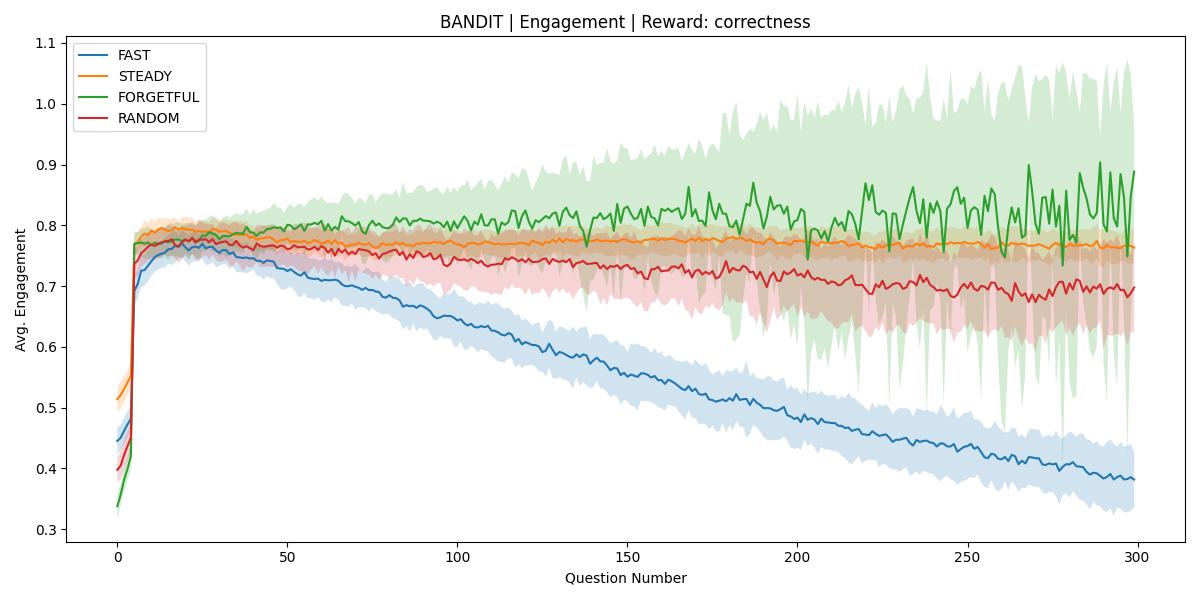 BANDIT | Engagement | Reward: correctness
FAST
STEADY
FORGETFUL
RANDOM
Avg. Engagement
1.1
1.0
0.9
0.8
0.7
0.6
0.5
0.4
0.3
0 50 100 150 200 250 300
Question Number